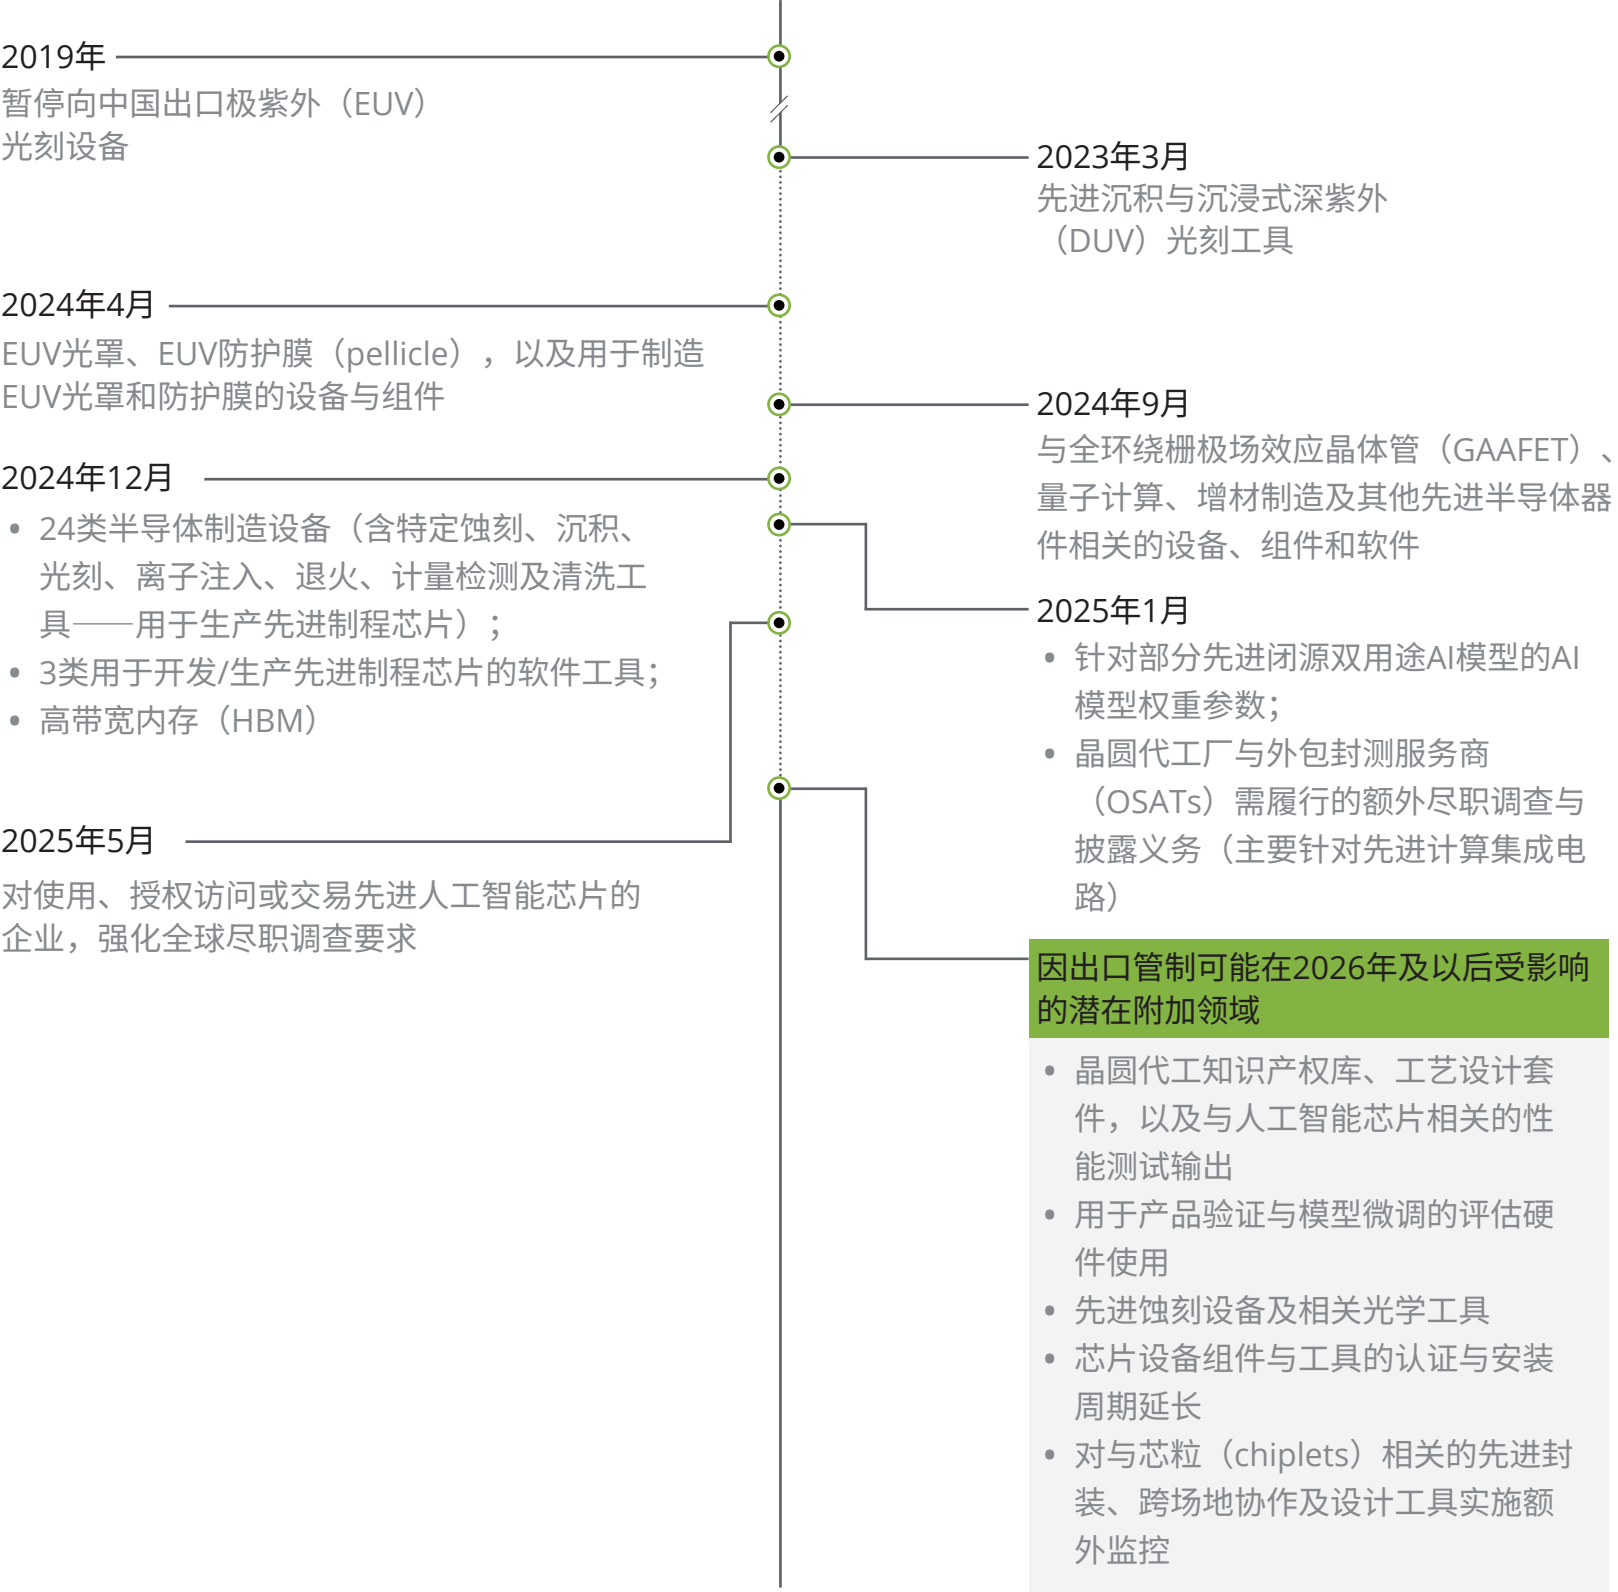 2019年
暂停向中国出口极紫外（EUV）
光刻设备
2023年3月
先进沉积与沉浸式深紫外
（DUV）光刻工具
2024年4月
EUV光罩、EUV防护膜（pellicle），以及用于制造
EUV光罩和防护膜的设备与组件
2024年9月
与全环绕栅极场效应晶体管（GAAFET）、
量子计算、增材制造及其他先进半导体器
件相关的设备、组件和软件
2024年12月
• 24类半导体制造设备（含特定蚀刻、沉积、
光刻、离子注入、退火、计量检测及清洗工
具——用于生产先进制程芯片）；
• 3类用于开发/生产先进制程芯片的软件工具；
• 高带宽内存（HBM）
2025年1月
• 针对部分先进闭源双用途AI模型的AI
模型权重参数；
• 晶圆代工厂与外包封测服务商
（OSATs）需履行的额外尽职调查与
披露义务（主要针对先进计算集成电
路）
2025年5月
对使用、授权访问或交易先进人工智能芯片的
企业，强化全球尽职调查要求
因出口管制可能在2026年及以后受影响
的潜在附加领域
• 晶圆代工知识产权库、工艺设计套
件，以及与人工智能芯片相关的性
能测试输出
• 用于产品验证与模型微调的评估硬
件使用
• 先进蚀刻设备及相关光学工具
• 芯片设备组件与工具的认证与安装
周期延长
• 对与芯粒（chiplets）相关的先进封
装、跨场地协作及设计工具实施额
外监控